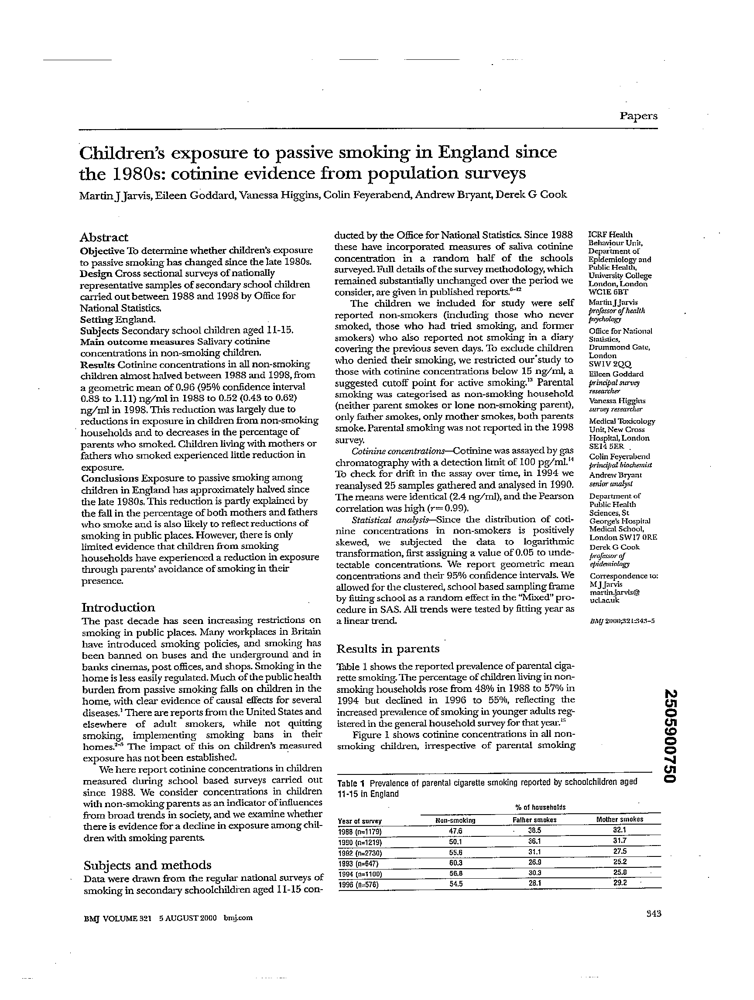 Papers
Children's exposure to passive smoking in England since
the 1980s: cotinine evidence from population surveys
Martin J Jarvis, Eileen Goddard, Vanessa Higgins, Colin Feyerabend, Andrew Bryant, Derek G Cook
Abstract
Objective To determine whether children's exposure
to passive smoking has changed since the late 1980s.
Design Cross sectional surveys of nationally
representative samples of secondary school children
carried out between 1988 and 1998 by Office for
National Statistics.
Setting England.
Subjects Secondary school children aged 11-15.
Main outcome measures Salivary cotinine
concentrations in non-smoking children.
Results Cotinine concentrations in all non-smoking
children almost halved between 1988 and 1998, from
a geometric mean of 0.96 (95% confidence interval
0.83 to 1.11) ng/ml in 1988 to 0.52 (0.43 to 0.62)
ng/ml in 1998. This reduction was largely due to
reductions in exposure in children from non-smoking
households and to decreases in the percentage of
parents who smoked. Children living with mothers or
fathers who smoked experienced little reduction in
exposure.
Conclusions Exposure to passive smoking among
children in England has approximately halved since
the late 1980s. This reduction is partly explained by
the fall in the percentage of both mothers and fathers
who smoke and is also likely to reflect reductions of
smoking in public places. However, there is only
limited evidence that children from smoking
households have experienced a reduction in exposure
through parents' avoidance of smoking in their
presence.
Introduction
The past decade has seen increasing restrictions on
smoking in public places. Many workplaces in Britain
have introduced smoking policies, and smoking has
been banned on buses and the underground and in
banks cinemas, post offices, and shops. Smoking in the
home is less easily regulated. Much of the public health
burden from passive smoking falls on children in the
home, with clear evidence of causal effects for several
diseases.¹ There are reports from the United States and
elsewhere of adult smokers, while not quitting
smoking, implementing smoking bans in their
homes.²⁻⁵ The impact of this on children's measured
exposure has not been established.
We here report cotinine concentrations in children
measured during school based surveys carried out
since 1988. We consider concentrations in children
with non-smoking parents as an indicator of influences
from broad trends in society, and we examine whether
there is evidence for a decline in exposure among chil-
dren with smoking parents.
Subjects and methods
Data were drawn from the regular national surveys of
smoking in secondary schoolchildren aged 11-15 con-
ducted by the Office for National Statistics. Since 1988
these have incorporated measures of saliva cotinine
concentration in a random half of the schools
surveyed. Full details of the survey methodology, which
remained substantially unchanged over the period we
consider, are given in published reports.⁶⁻¹²
The children we included for study were self
reported non-smokers (including those who never
smoked, those who had tried smoking, and former
smokers) who also reported not smoking in a diary
covering the previous seven days. To exclude children
who denied their smoking, we restricted our study to
those with cotinine concentrations below 15 ng/ml, a
suggested cutoff point for active smoking.¹³ Parental
smoking was categorised as non-smoking household
(neither parent smokes or lone non-smoking parent),
only father smokes, only mother smokes, both parents
smoke. Parental smoking was not reported in the 1998
survey.
Cotinine concentrations—Cotinine was assayed by gas
chromatography with a detection limit of 100 pg/ml.¹⁴
To check for drift in the assay over time, in 1994 we
reanalysed 25 samples gathered and analysed in 1990.
The means were identical (2.4 ng/ml), and the Pearson
correlation was high (r= 0.99).
Statistical analysis—Since the distribution of coti-
nine concentrations in non-smokers is positively
skewed, we subjected the data to logarithmic
transformation, first assigning a value of 0.05 to unde-
tectable concentrations. We report geometric mean
concentrations and their 95% confidence intervals. We
allowed for the clustered, school based sampling frame
by fitting school as a random effect in the "Mixed" pro-
cedure in SAS. All trends were tested by fitting year as
a linear trend.
Results in parents
Table 1 shows the reported prevalence of parental ciga-
rette smoking. The percentage of children living in non-
smoking households rose from 48% in 1988 to 57% in
1994 but declined in 1996 to 55%, reflecting the
increased prevalence of smoking in younger adults reg-
istered in the general household survey for that year.¹⁵
Figure 1 shows cotinine concentrations in all non-
smoking children, irrespective of parental smoking
Table 1 Prevalence of parental cigarette smoking reported by schoolchildren aged
11-15 in England
% of households
Year of survey Non-smoking Father smokes Mother smokes
1988 (n=1179) 47.6 38.5 32.1
1990 (n=1219) 50.1 36.1 31.7
1992 (n=2730) 55.6 31.1 27.5
1993 (n=647) 60.3 26.9 25.2
1994 (n=1100) 56.8 30.3 25.8
1996 (n=576) 54.5 28.1 29.2
ICRF Health
Behaviour Unit,
Department of
Epidemiology and
Public Health,
University College
London, London
WC1E 6BT
Martin J Jarvis
professor of health
psychology
Office for National
Statistics,
Drummond Gate,
London
SW1V 2QQ
Eileen Goddard
principal survey
researcher
Vanessa Higgins
survey researcher
Medical Toxicology
Unit, New Cross
Hospital, London
SE14 5ER
Colin Feyerabend
principal biochemist
Andrew Bryant
senior analyst
Department of
Public Health
Sciences, St
George's Hospital
Medical School,
London SW17 0RE
Derek G Cook
professor of
epidemiology
Correspondence to:
M J Jarvis
martin.jarvis@
ucl.ac.uk
BMJ 2000;321:343-5
2505900750
BMJ VOLUME 321 5 AUGUST 2000 bmj.com
343